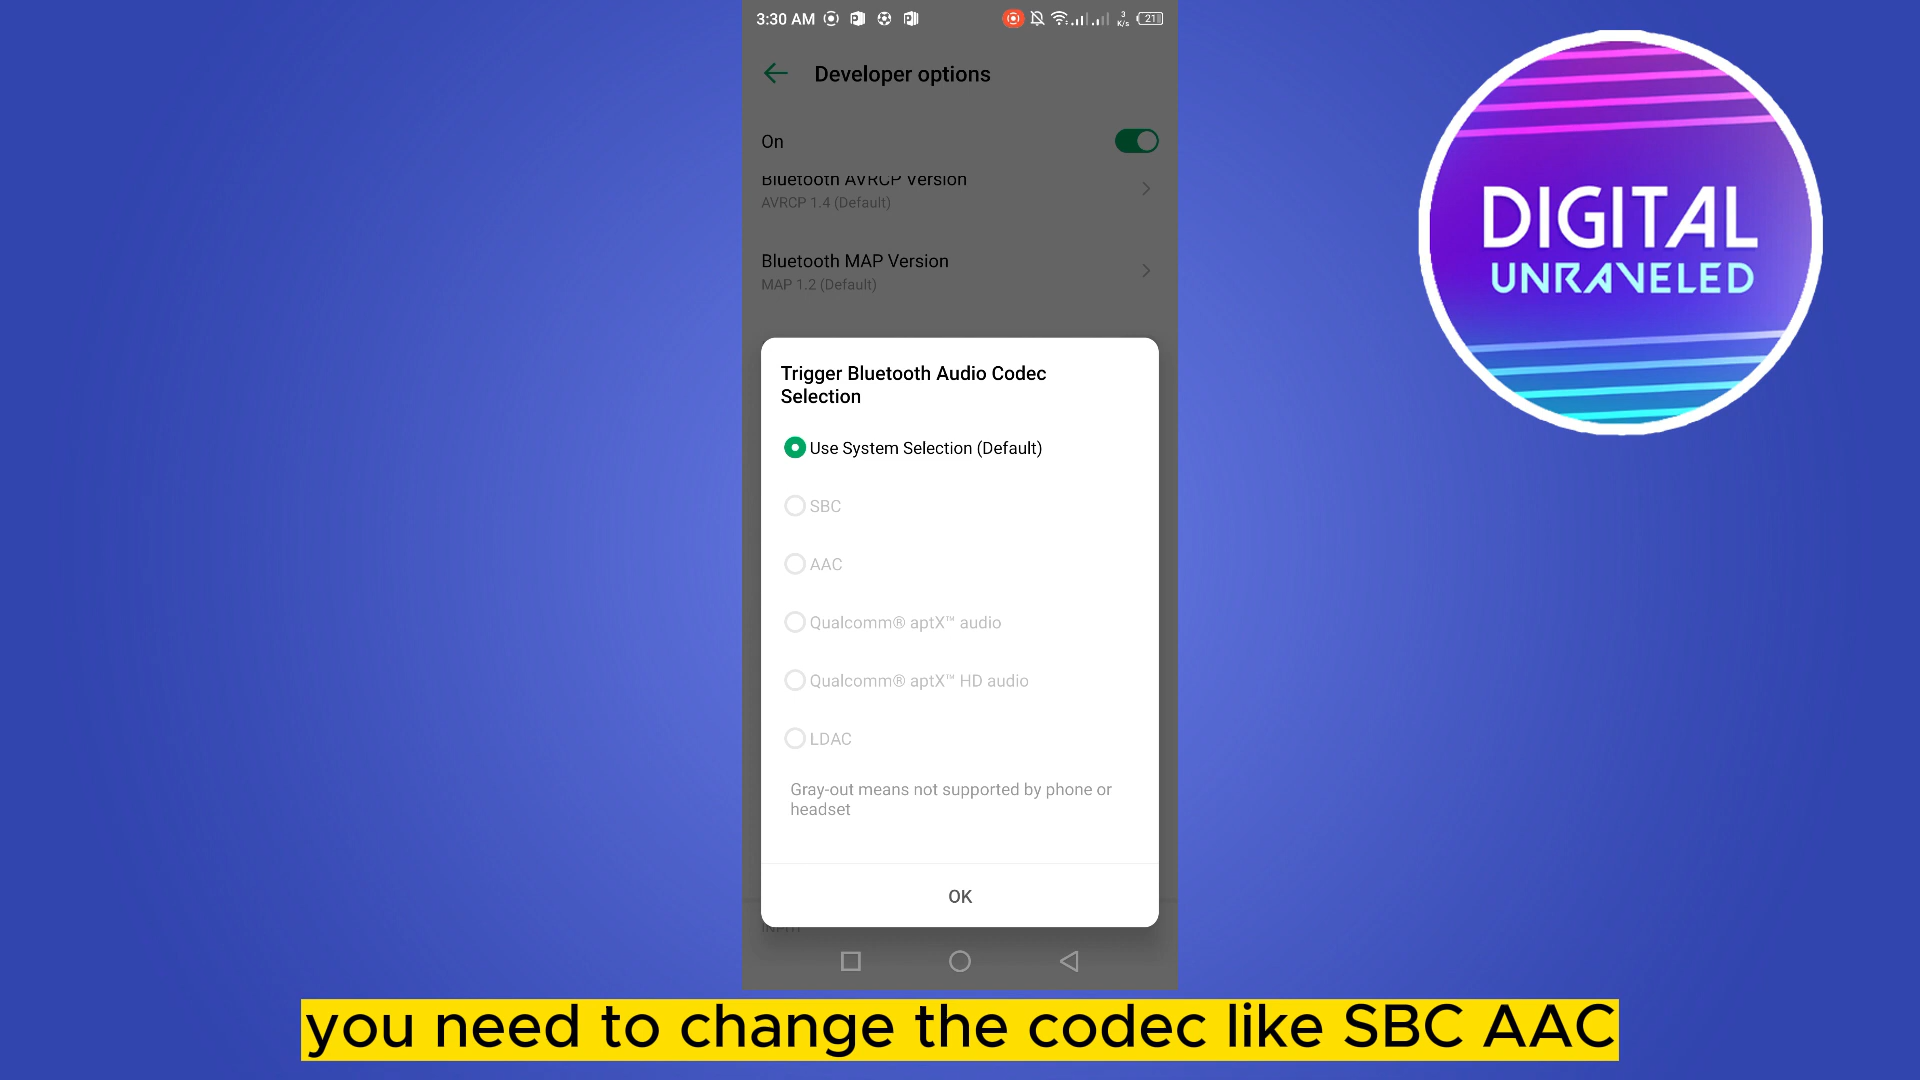 3:30 AM
3
K/s
21
Developer options
On
Bluetooth AVRCP Version
AVRCP 1.4 (Default)
Bluetooth MAP Version
MAP 1.2 (Default)
Trigger Bluetooth Audio Codec
Selection
Use System Selection (Default)
SBC
AAC
Qualcomm® aptX™ audio
Qualcomm® aptX™ HD audio
LDAC
Gray-out means not supported by phone or
headset
OK
INPUT
DIGITAL
UNRAVELED
you need to change the codec like SBC AAC